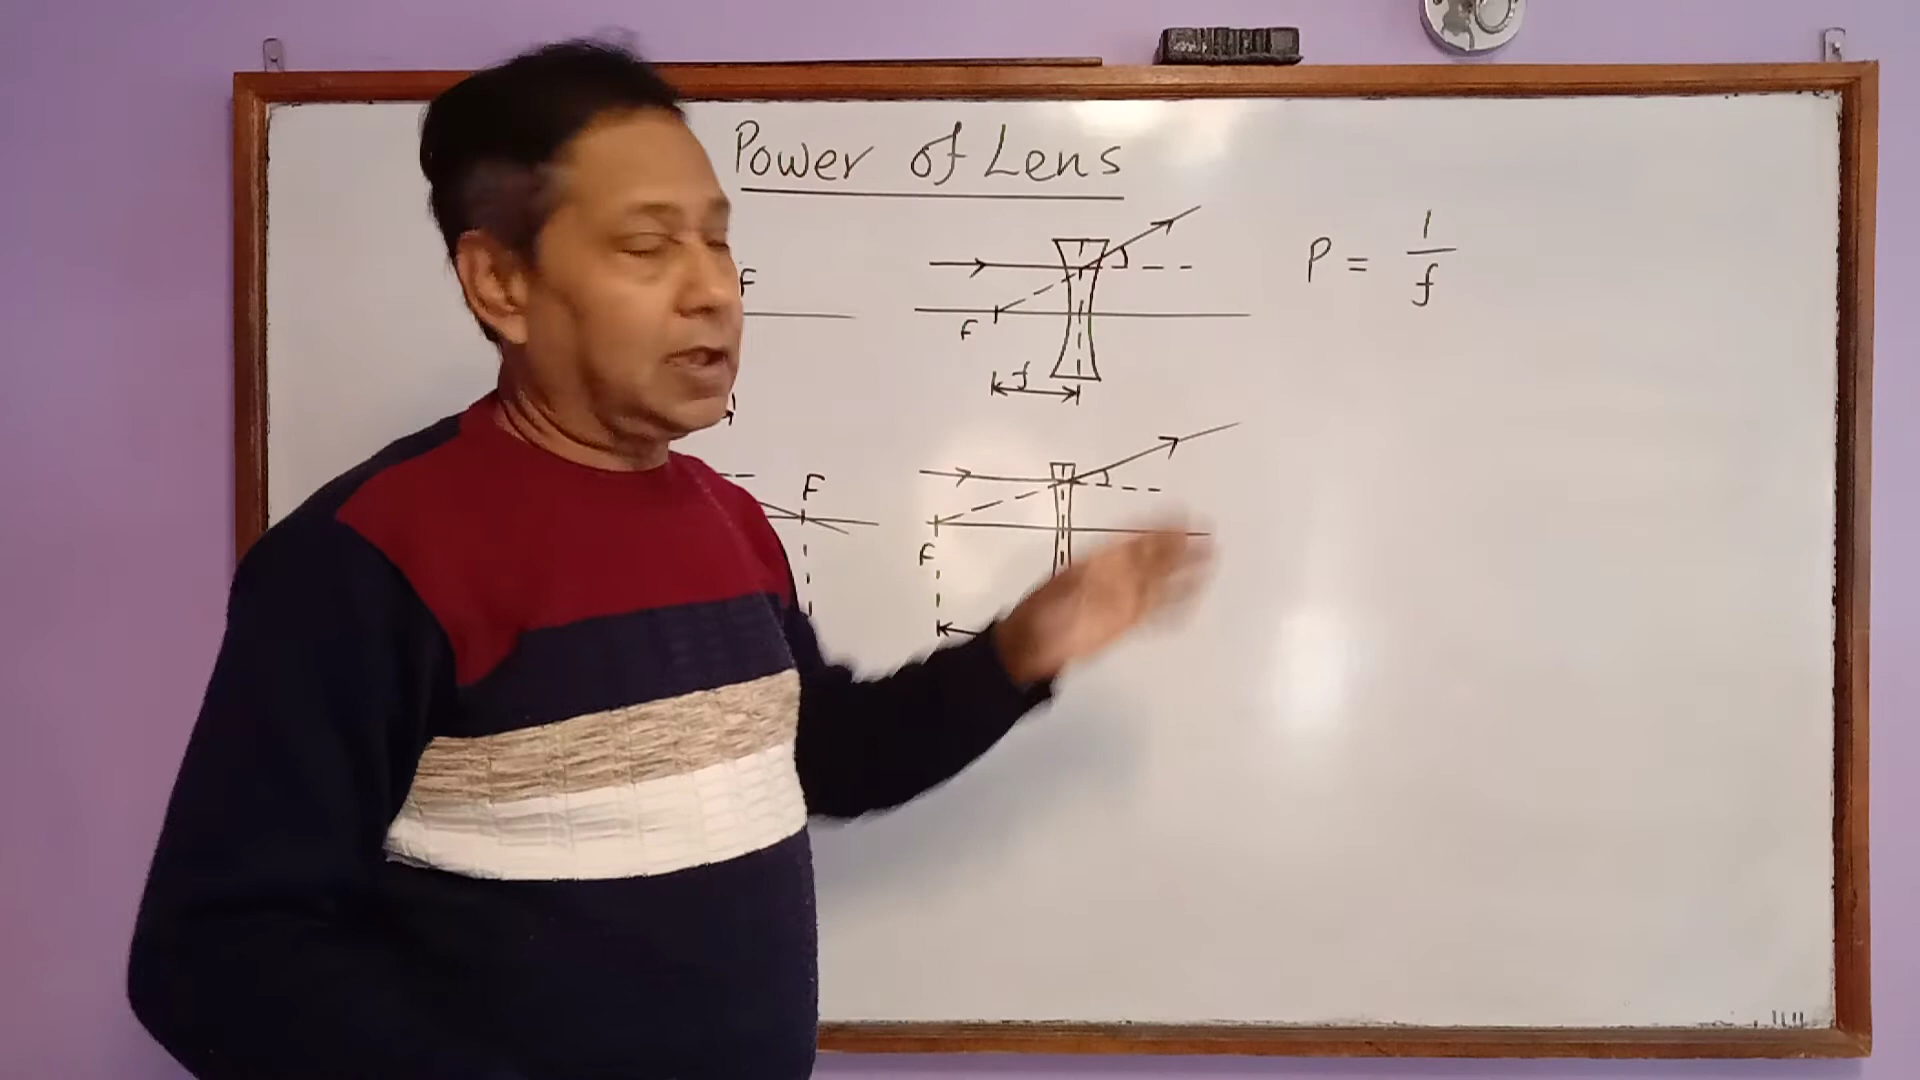 Power of Lens
F
F
f
P = 1/f
F
F